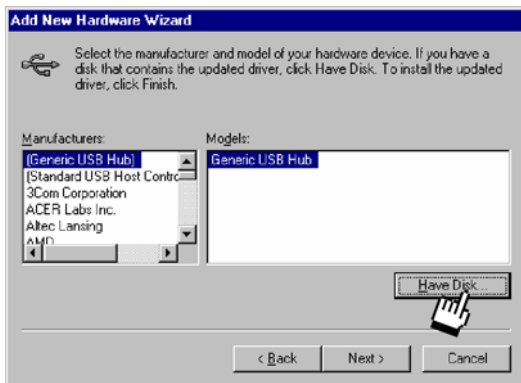 Add New Hardware Wizard
Select the manufacturer and model of your hardware device. If you have a
disk that contains the updated driver, click Have Disk. To install the updated
driver, click Finish.
Manufacturers:
Models:
(Generic USB Hub)
Generic USB Hub
(Standard USB Host Contro
3Com Corporation
ACER Labs Inc.
Altec Lansing
AMD
Have Disk...
< Back
Next >
Cancel